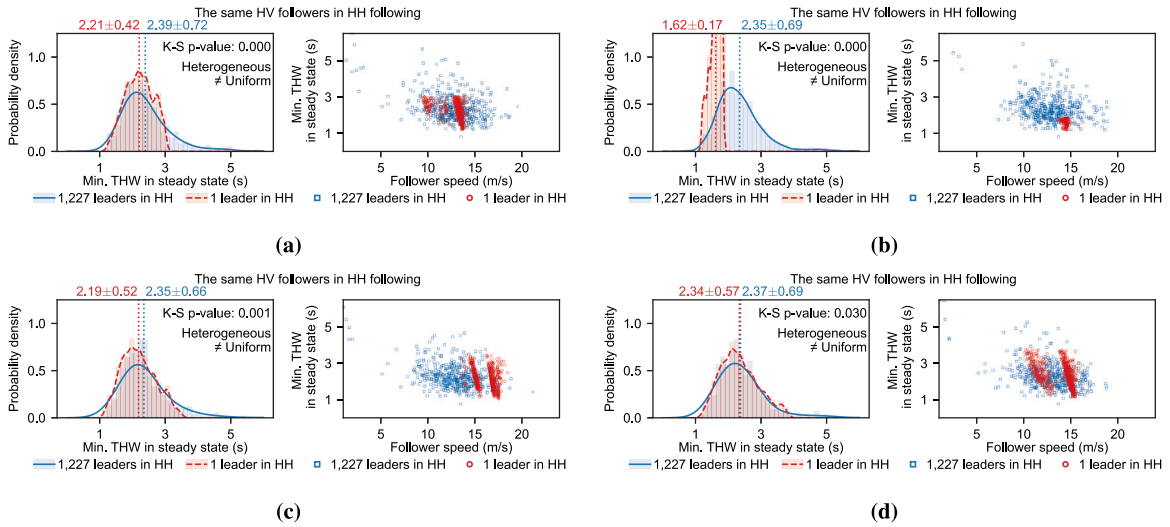 (a)
The same HV followers in HH following
2.21±0.42 2.39±0.72
K-S p-value: 0.000
Heterogeneous
≠ Uniform
Probability density
1.0
0.5
0.0
1 3 5
Min. THW in steady state (s)
Min. THW
in steady state (s)
5
3
1
5 10 15 20
Follower speed (m/s)
1,227 leaders in HH 1 leader in HH 1,227 leaders in HH 1 leader in HH
(b)
The same HV followers in HH following
1.62±0.17 2.35±0.69
K-S p-value: 0.000
Heterogeneous
≠ Uniform
Probability density
1.0
0.5
0.0
1 3 5
Min. THW in steady state (s)
Min. THW
in steady state (s)
5
3
1
5 10 15 20
Follower speed (m/s)
1,227 leaders in HH 1 leader in HH 1,227 leaders in HH 1 leader in HH
(a)
(b)
(c)
The same HV followers in HH following
2.19±0.52 2.35±0.66
K-S p-value: 0.001
Heterogeneous
≠ Uniform
Probability density
1.0
0.5
0.0
1 3 5
Min. THW in steady state (s)
Min. THW
in steady state (s)
5
3
1
5 10 15 20
Follower speed (m/s)
1,227 leaders in HH 1 leader in HH 1,227 leaders in HH 1 leader in HH
(d)
The same HV followers in HH following
2.34±0.57 2.37±0.69
K-S p-value: 0.030
Heterogeneous
≠ Uniform
Probability density
1.0
0.5
0.0
1 3 5
Min. THW in steady state (s)
Min. THW
in steady state (s)
5
3
1
5 10 15 20
Follower speed (m/s)
1,227 leaders in HH 1 leader in HH 1,227 leaders in HH 1 leader in HH
(c)
(d)